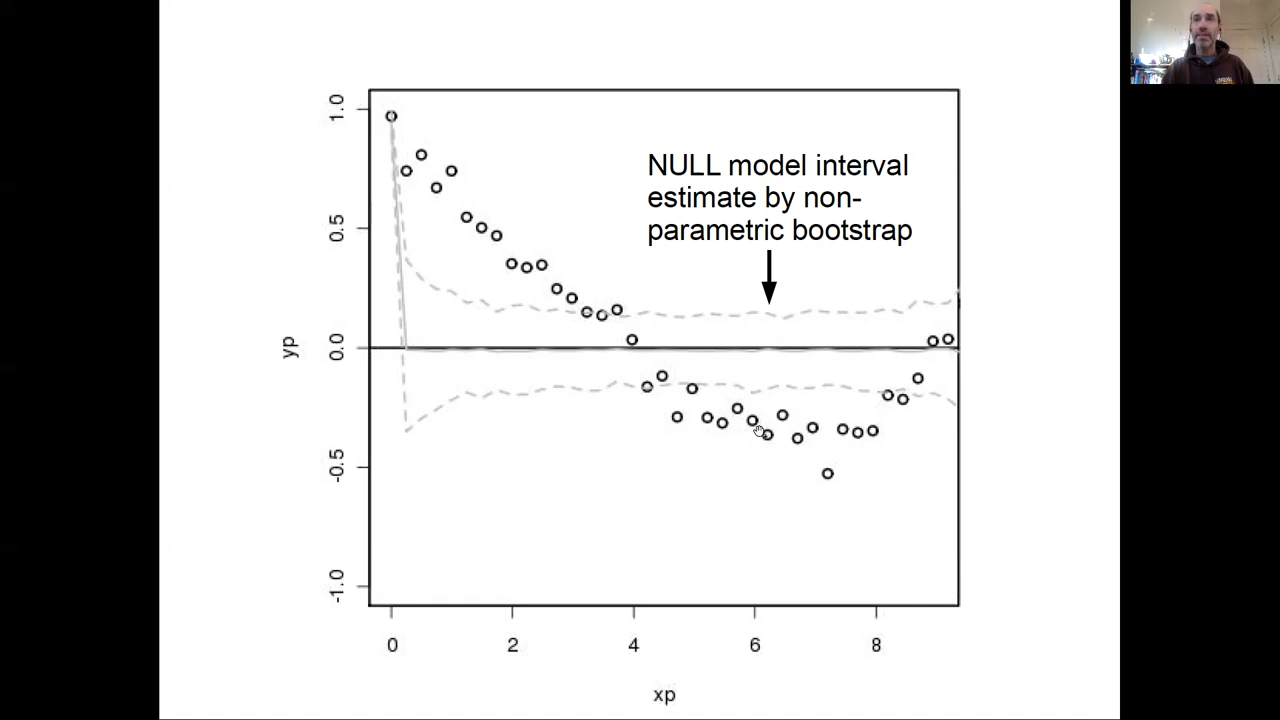 NULL model interval
estimate by non-
parametric bootstrap
1.0
0.5
0.0
-0.5
-1.0
yp
0 2 4 6 8
xp